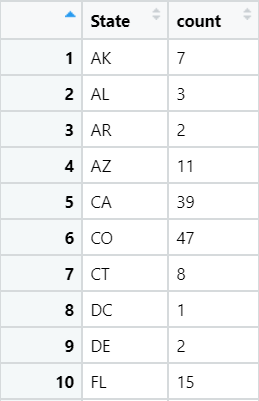 State count
1 AK 7
2 AL 3
3 AR 2
4 AZ 11
5 CA 39
6 CO 47
7 CT 8
8 DC 1
9 DE 2
10 FL 15